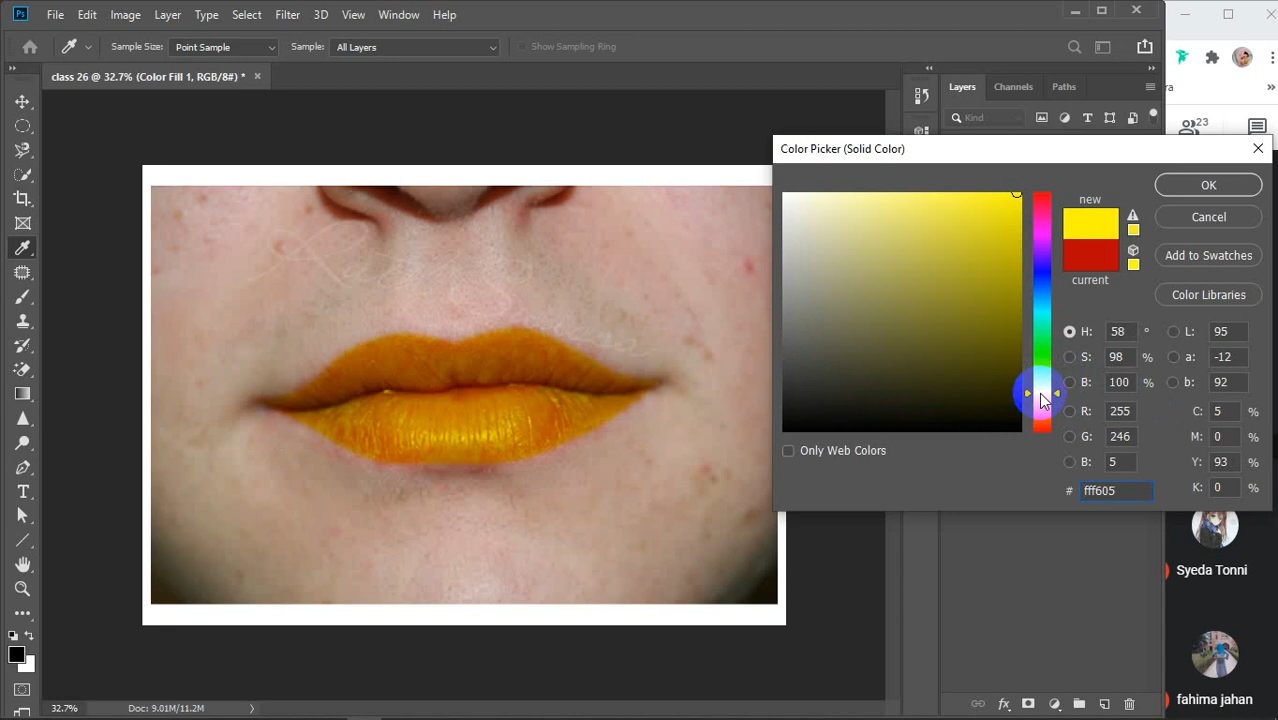 Ps File Edit Image Layer Type Select Filter 3D View Window Help
Sample Size: Point Sample Sample: All Layers Show Sampling Ring
class 26 @ 32.7% (Color Fill 1, RGB/8#) * ×
Layers Channels Paths
Kind
23
Color Picker (Solid Color)
new
current
OK
Cancel
Add to Swatches
Color Libraries
H: 58 °
S: 98 %
B: 100 %
R: 255
G: 246
B: 5
# fff605
L: 95
a: -12
b: 92
C: 5 %
M: 0 %
Y: 93 %
K: 0 %
Only Web Colors
Syeda Tonni
fahima jahan
32.7% Doc: 9.01M/11.2M